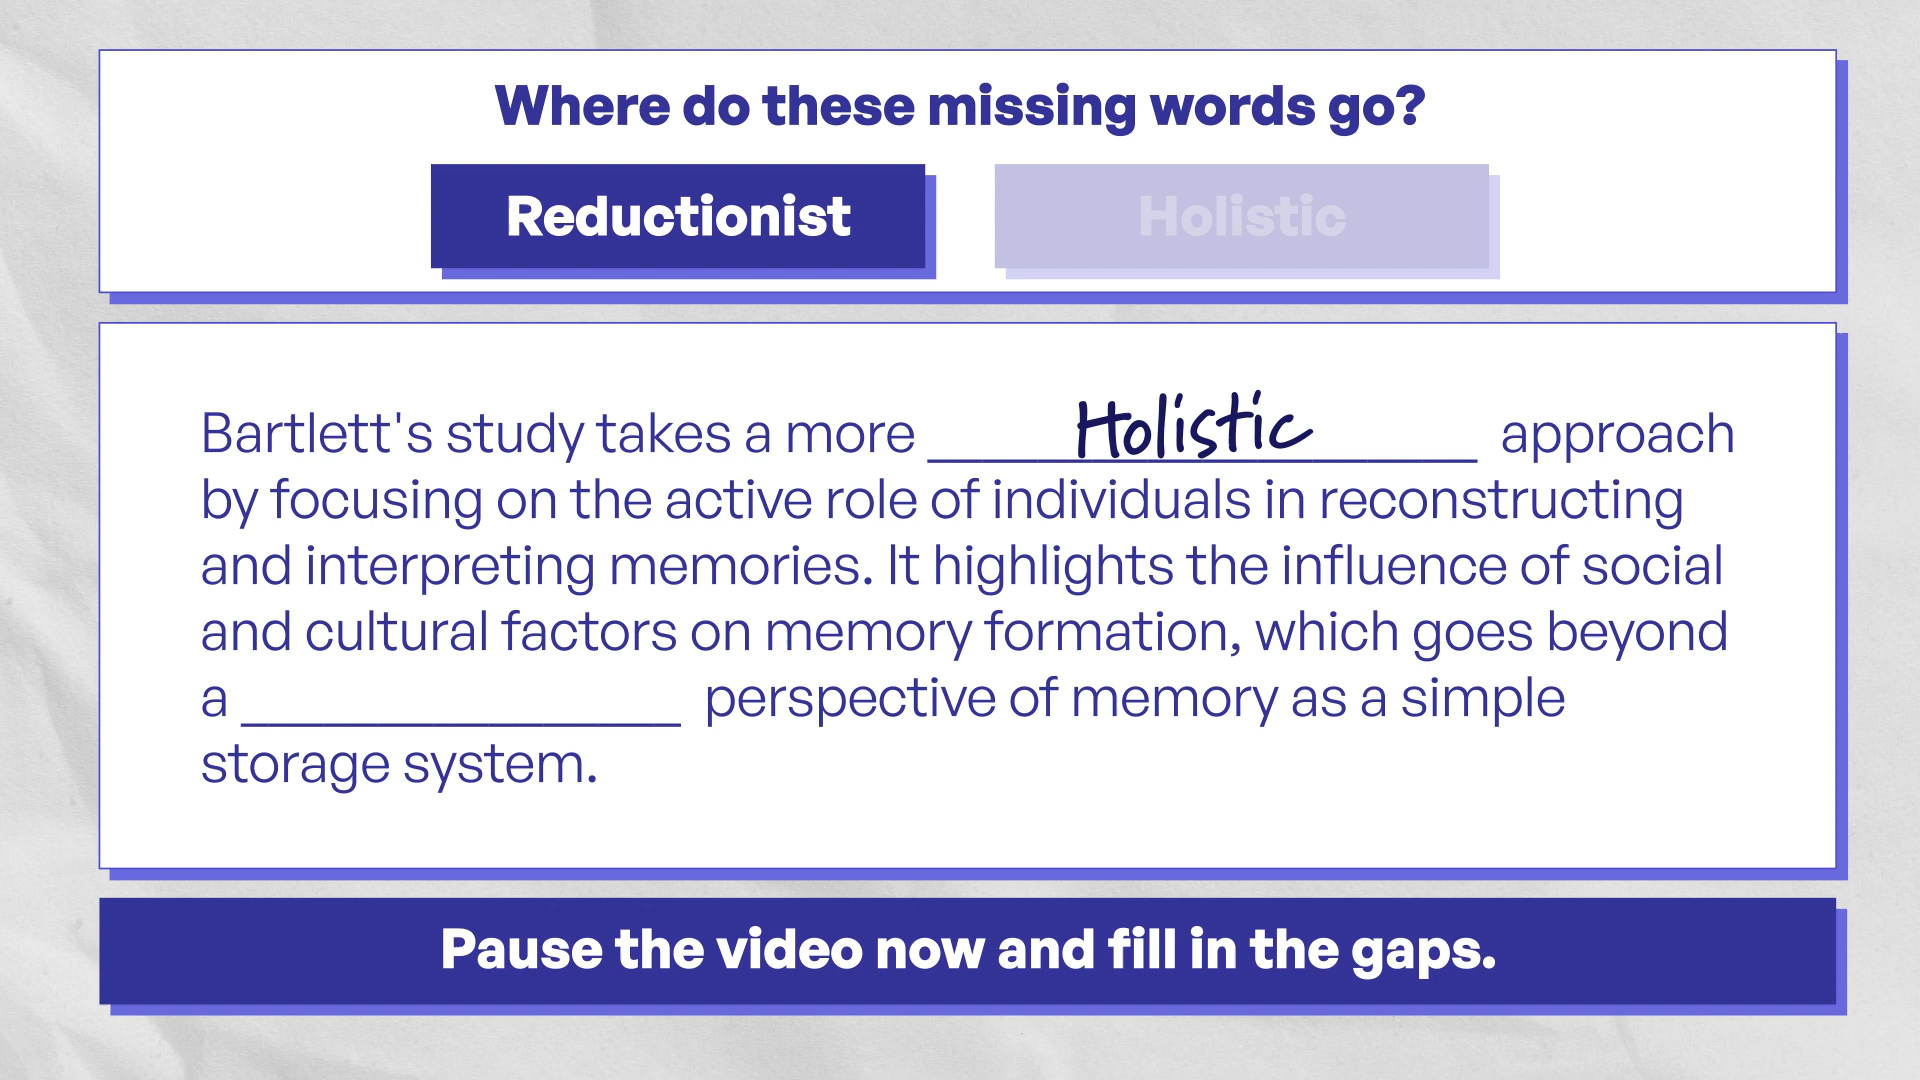 Where do these missing words go?
Reductionist Holistic
Bartlett's study takes a more Holistic approach
by focusing on the active role of individuals in reconstructing
and interpreting memories. It highlights the influence of social
and cultural factors on memory formation, which goes beyond
a ________________ perspective of memory as a simple
storage system.
Pause the video now and fill in the gaps.